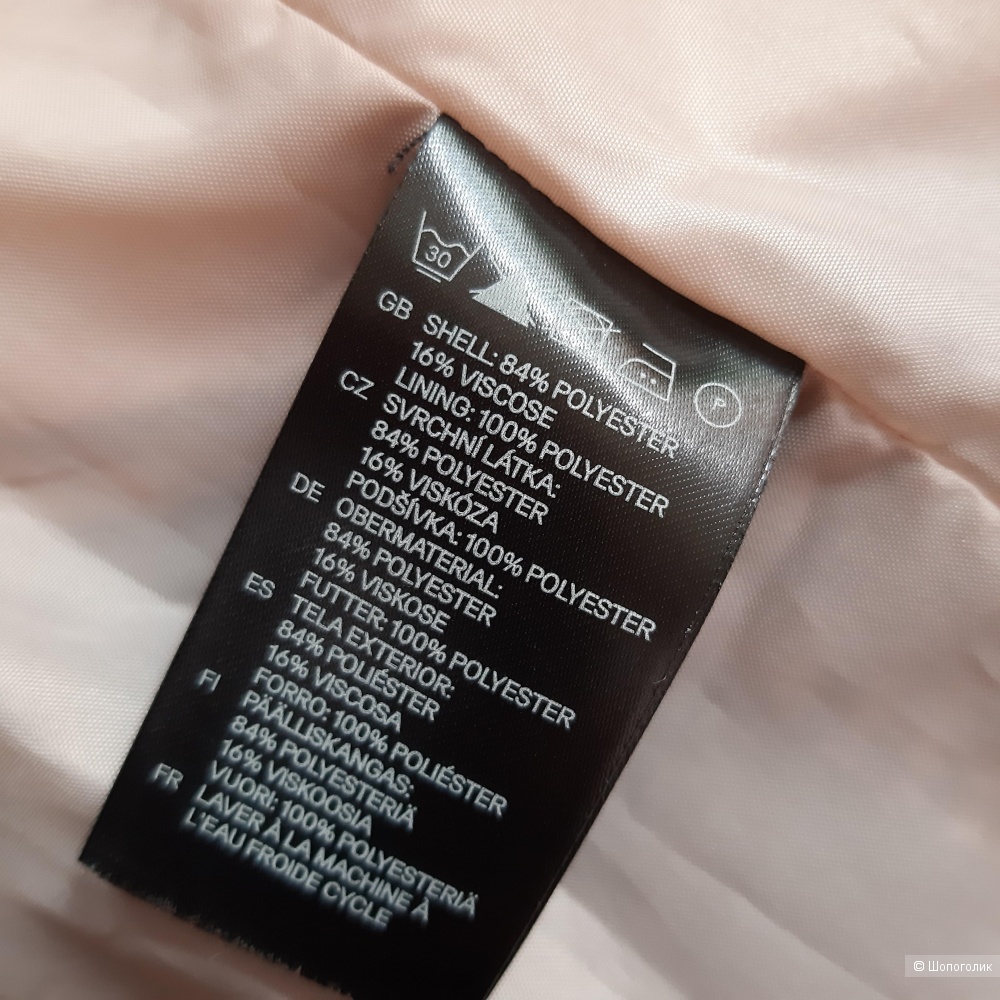 30
P
GB SHELL: 84% POLYESTER
16% VISCOSE
LINING: 100% POLYESTER
CZ SVRCHNÍ LÁTKA:
84% POLYESTER
16% VISKÓZA
PODŠÍVKA: 100% POLYESTER
DE OBERMATERIAL:
84% POLYESTER
16% VISKOSE
FUTTER: 100% POLYESTER
ES TELA EXTERIOR:
84% POLIÉSTER
16% VISCOSA
FORRO: 100% POLIÉSTER
FI PÄÄLLISKANGAS:
84% POLYESTERIÄ
16% VISKOOSIA
VUORI: 100% POLYESTERIÄ
FR LAVER À LA MACHINE À
L'EAU FROIDE CYCLE
© Шопоголик